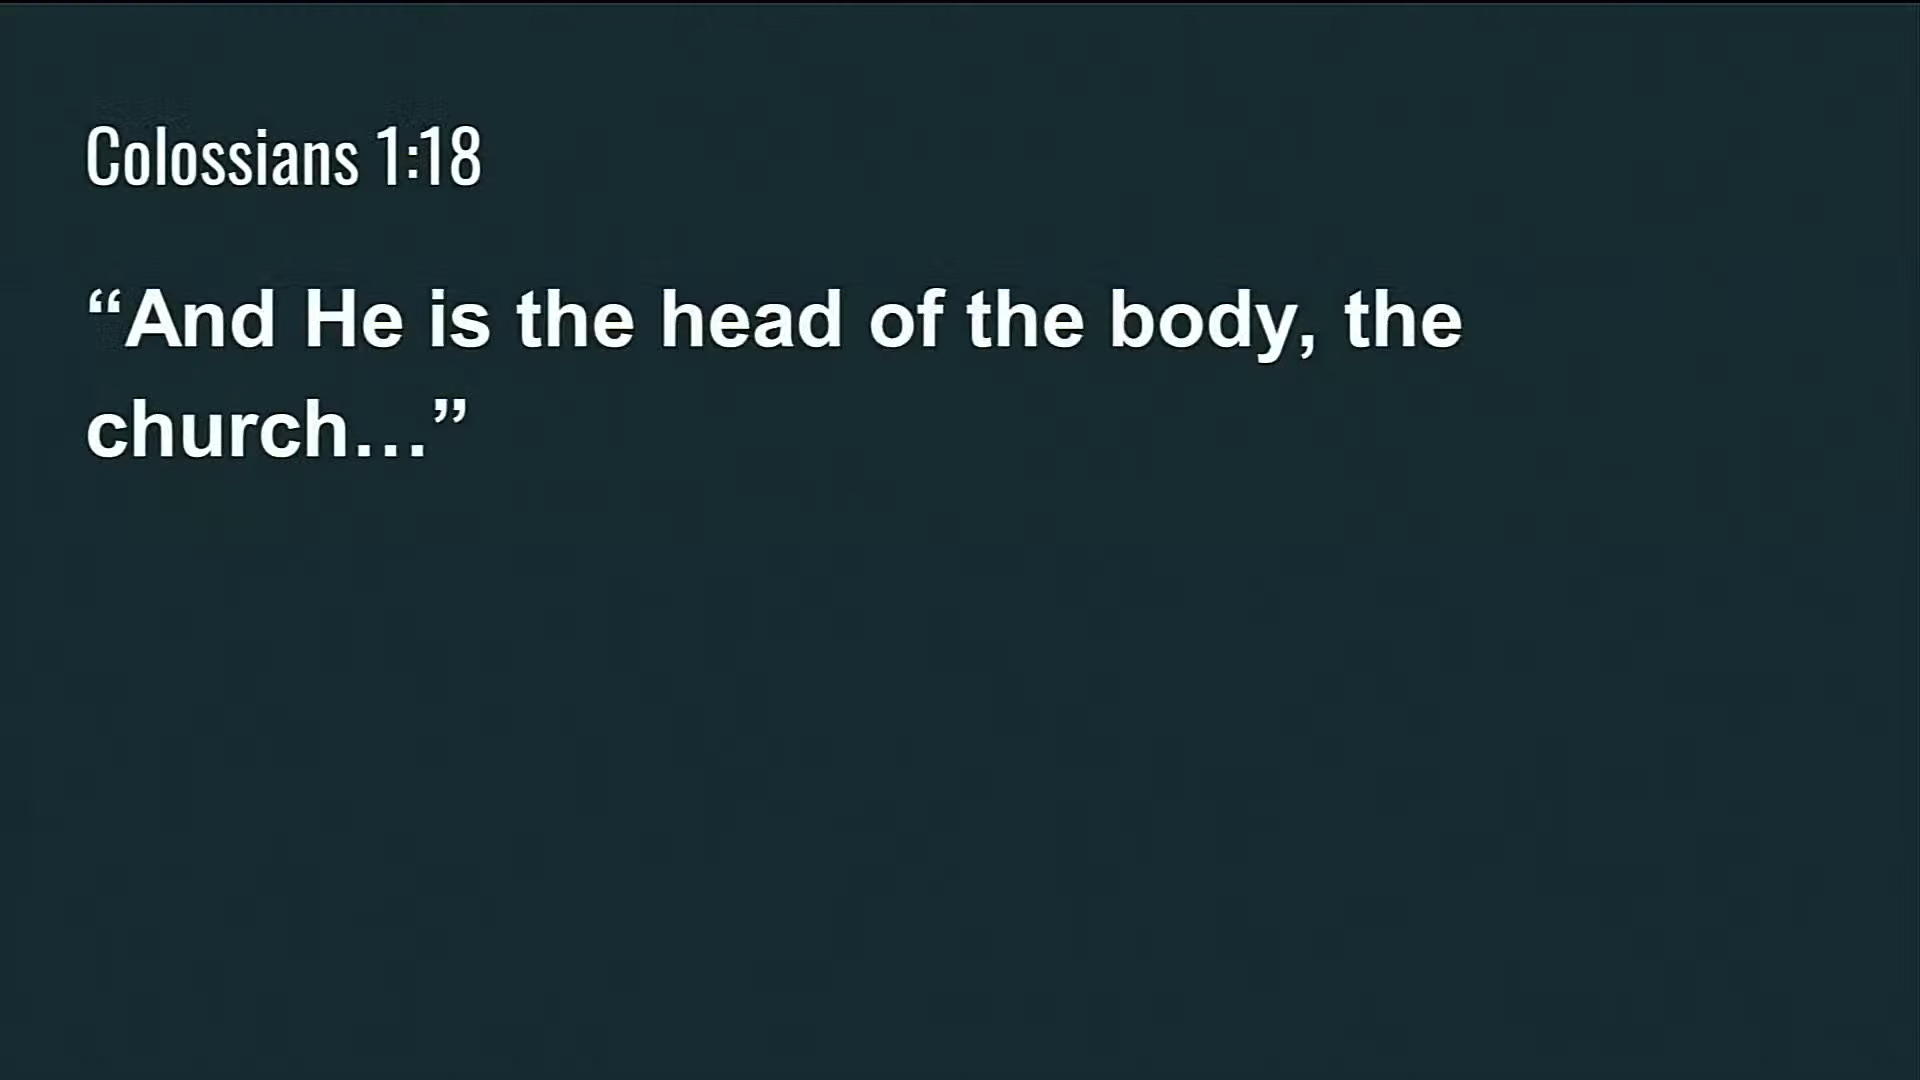 Colossians 1:18
“And He is the head of the body, the
church…”